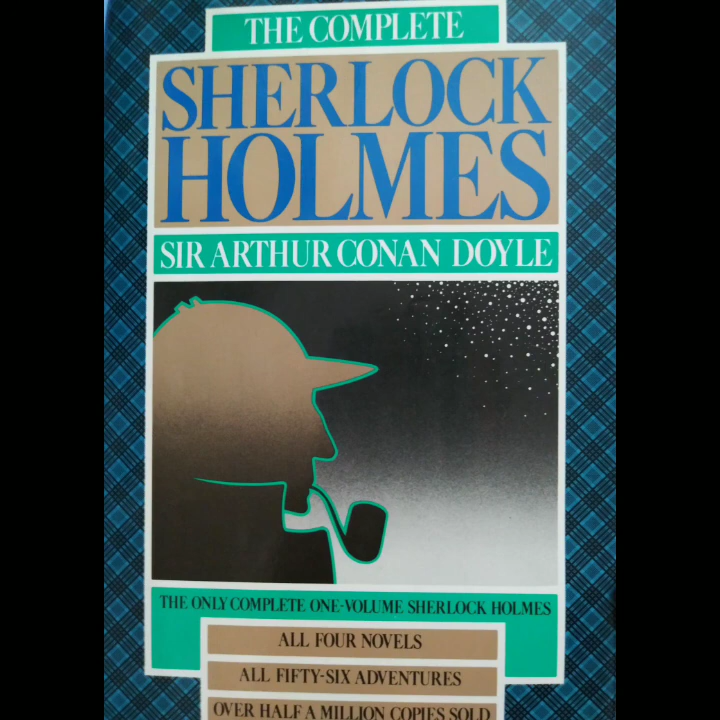 THE COMPLETE
SHERLOCK
HOLMES
SIR ARTHUR CONAN DOYLE
THE ONLY COMPLETE ONE-VOLUME SHERLOCK HOLMES
ALL FOUR NOVELS
ALL FIFTY-SIX ADVENTURES
OVER HALF A MILLION COPIES SOLD